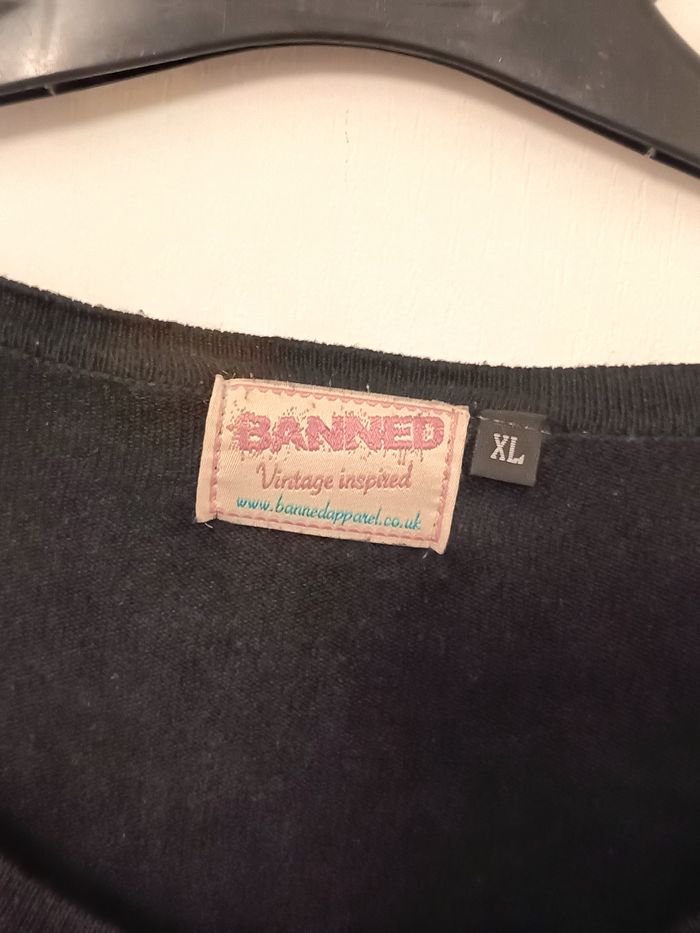 BANNED
Vintage inspired
www.bannedapparel.co.uk
XL